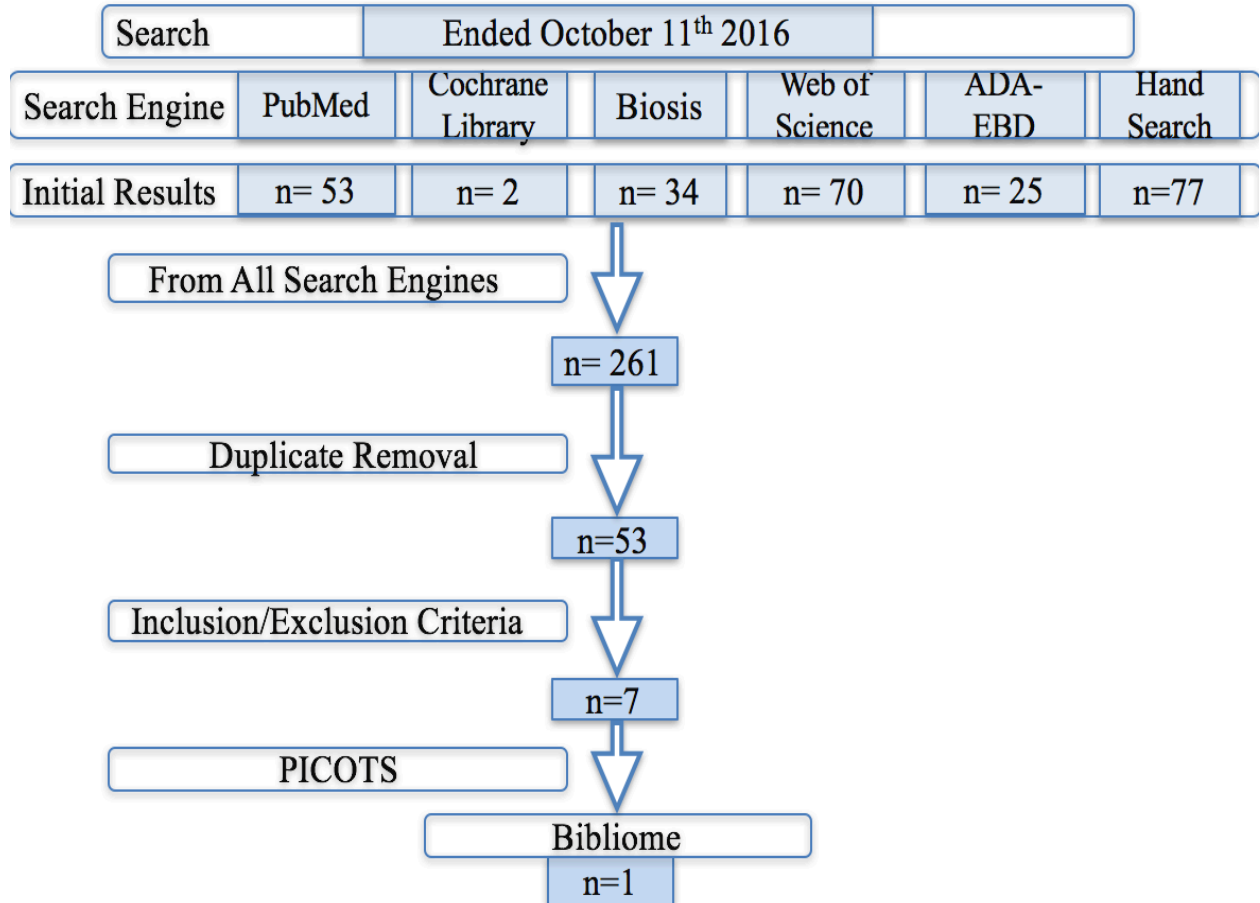 Search Ended October 11th 2016
Search Engine PubMed Cochrane Library Biosis Web of Science ADA-EBD Hand Search
Initial Results n= 53 n= 2 n= 34 n= 70 n= 25 n=77
From All Search Engines
n= 261
Duplicate Removal
n=53
Inclusion/Exclusion Criteria
n=7
PICOTS
Bibliome
n=1